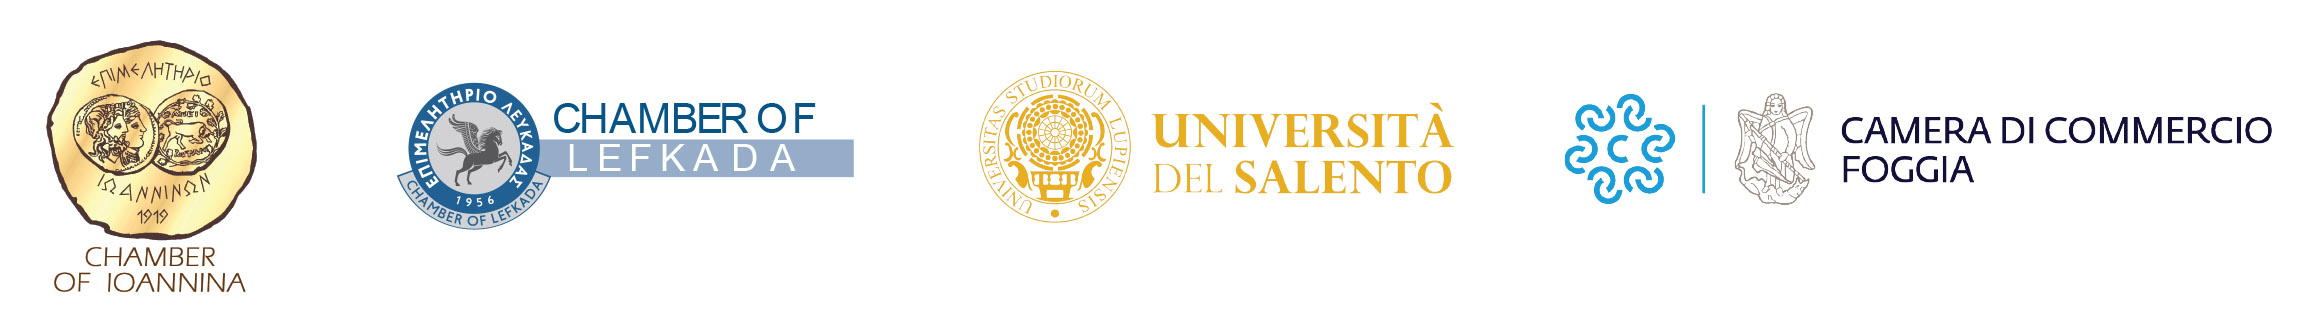 ΕΠΙΜΕΛΗΤΗΡΙΟ
ΙΩΑΝΝΙΝΩΝ
1919
CHAMBER
OF IOANNINA
ΕΠΙΜΕΛΗΤΗΡΙΟ ΛΕΥΚΑΔΑΣ
1956
CHAMBER OF LEFKADA
CHAMBER OF
LEFKADA
UNIVERSITAS STUDIORUM LUPIENSIS
UNIVERSITÀ
DEL SALENTO
CAMERA DI COMMERCIO
FOGGIA